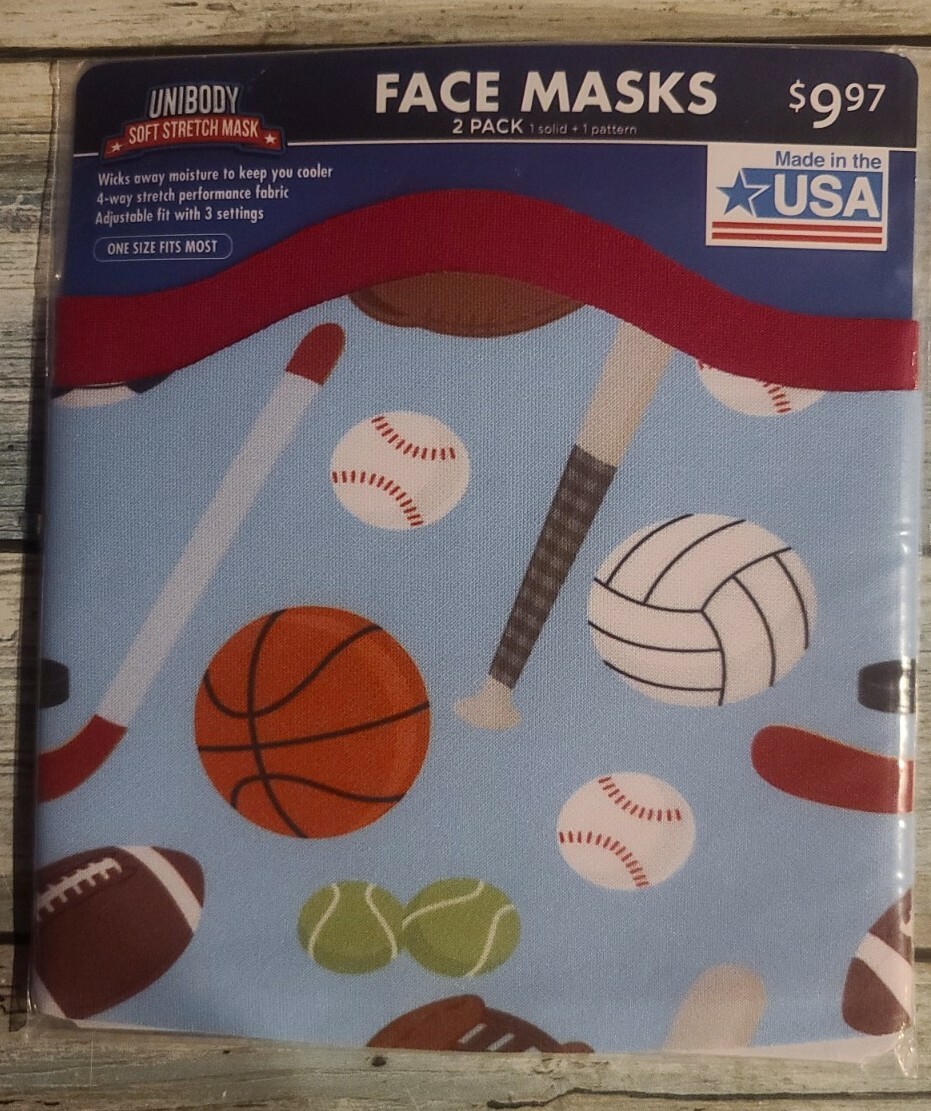 UNIBODY
SOFT STRETCH MASK
FACE MASKS
2 PACK 1 solid + 1 pattern
$9.97
Wicks away moisture to keep you cooler
4-way stretch performance fabric
Adjustable fit with 3 settings
ONE SIZE FITS MOST
Made in the
USA